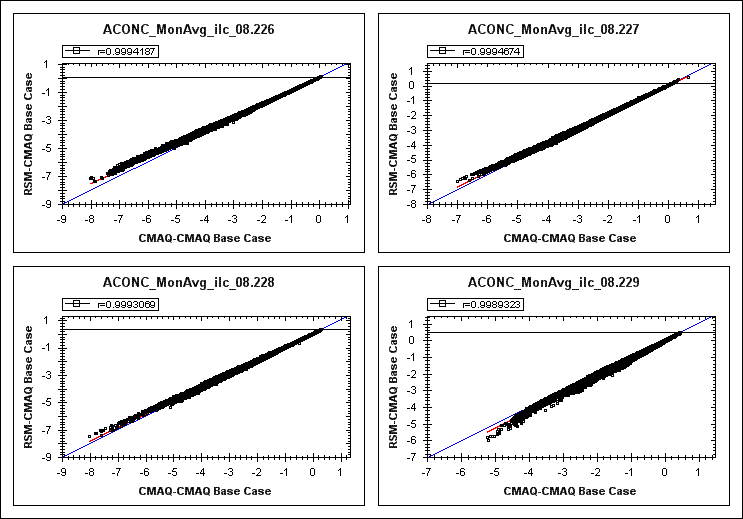 ACONC_MonAvg_ilc_08.226
r=0.9994187
1
-1
-3
-5
-7
-9
RSM-CMAQ Base Case
-9 -8 -7 -6 -5 -4 -3 -2 -1 0 1
CMAQ-CMAQ Base Case
ACONC_MonAvg_ilc_08.227
r=0.9994674
1
0
-1
-2
-3
-4
-5
-6
-7
-8
RSM-CMAQ Base Case
-8 -7 -6 -5 -4 -3 -2 -1 0 1
CMAQ-CMAQ Base Case
ACONC_MonAvg_ilc_08.228
r=0.9993069
1
-1
-3
-5
-7
-9
RSM-CMAQ Base Case
-9 -8 -7 -6 -5 -4 -3 -2 -1 0 1
CMAQ-CMAQ Base Case
ACONC_MonAvg_ilc_08.229
r=0.9989323
1
0
-1
-2
-3
-4
-5
-6
-7
RSM-CMAQ Base Case
-7 -6 -5 -4 -3 -2 -1 0 1
CMAQ-CMAQ Base Case